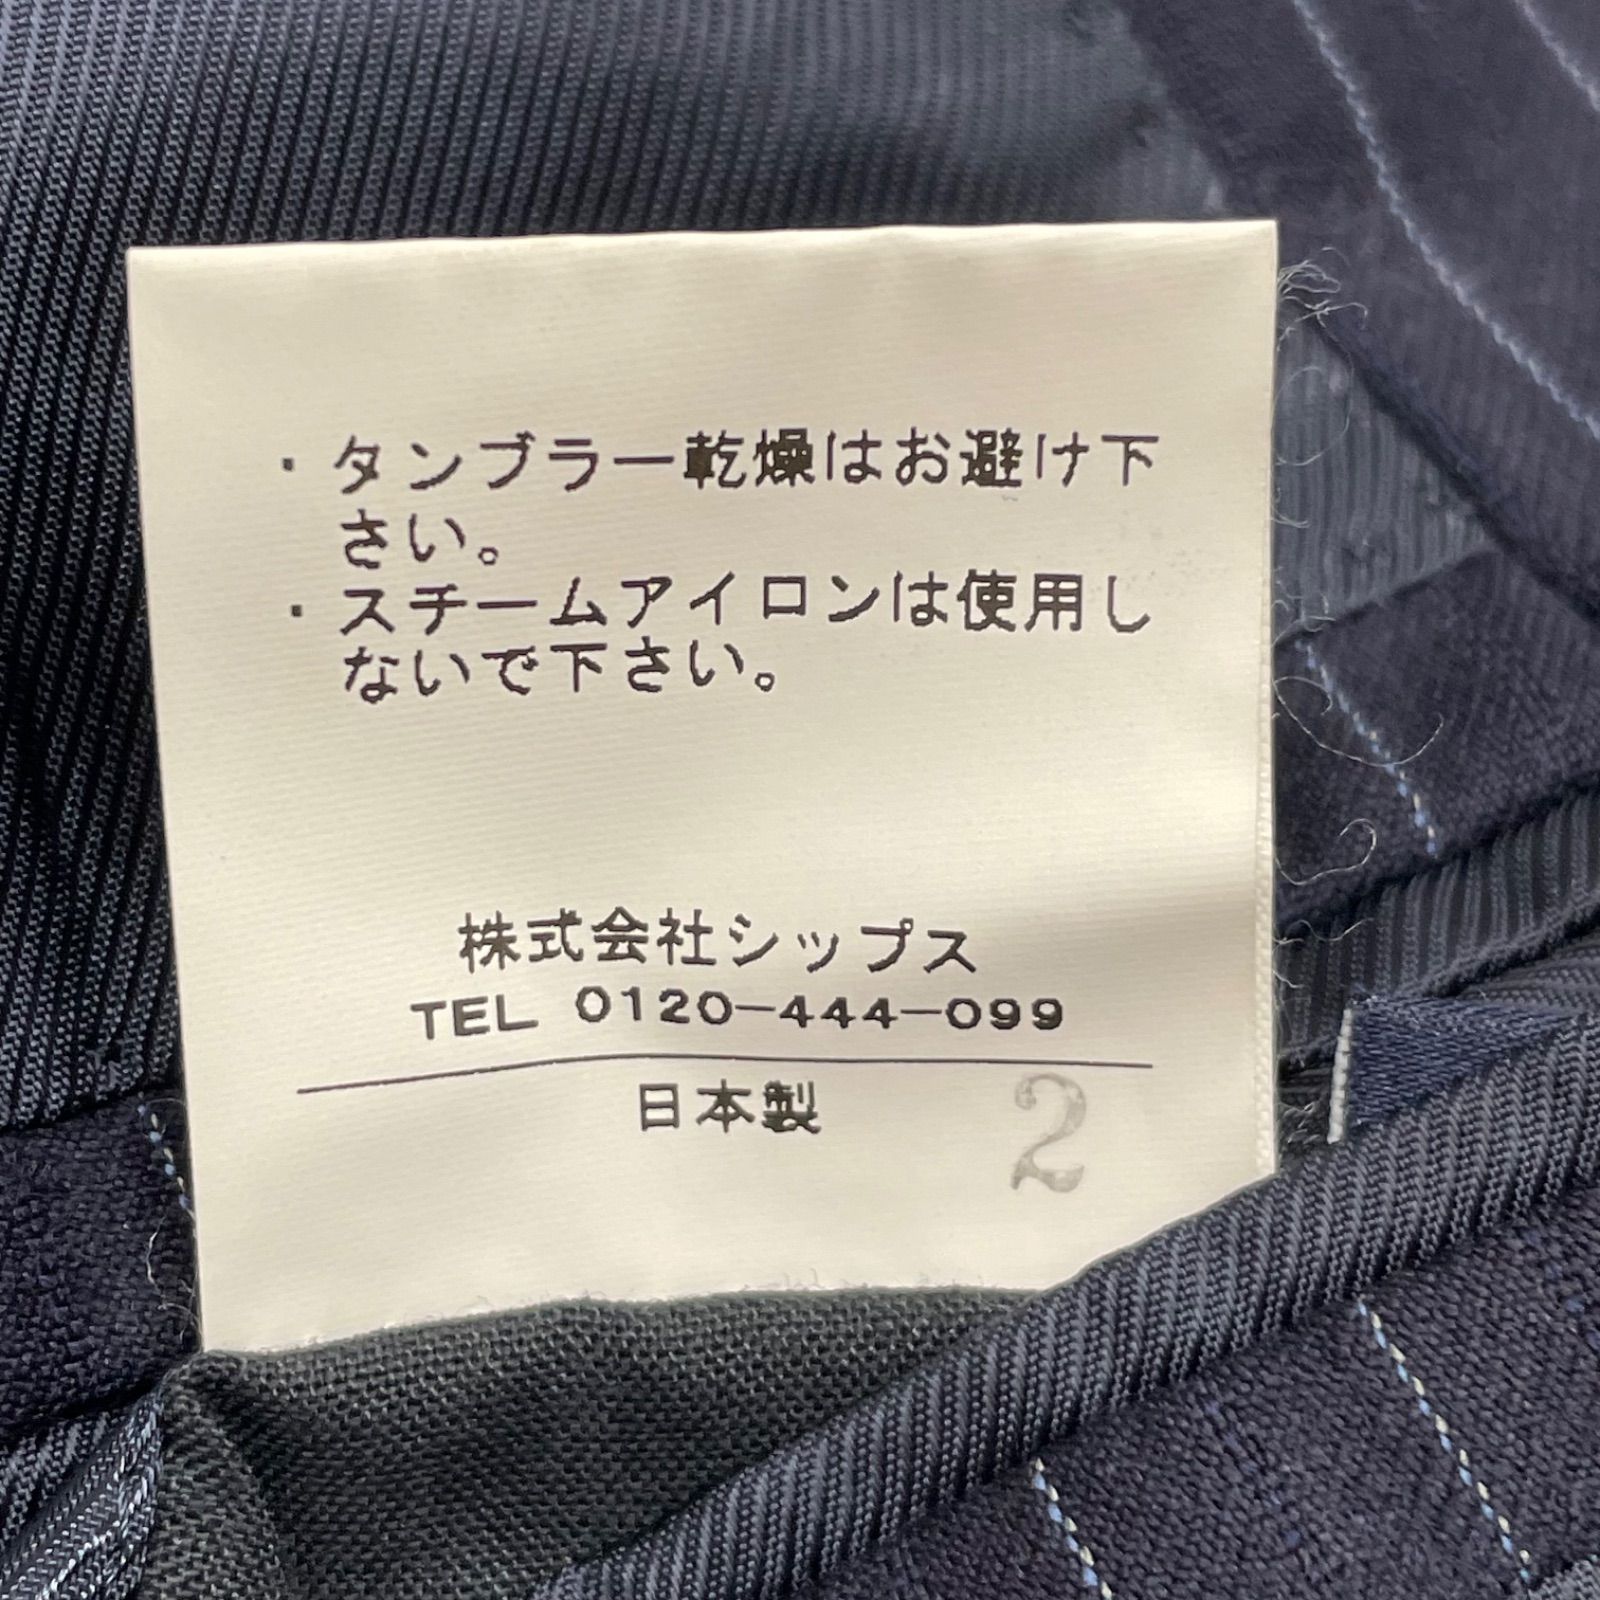 ・タンブラー乾燥はお避け下
さい。
・スチームアイロンは使用し
ないで下さい。
株式会社シップス
TEL 0120-444-099
日本製
2